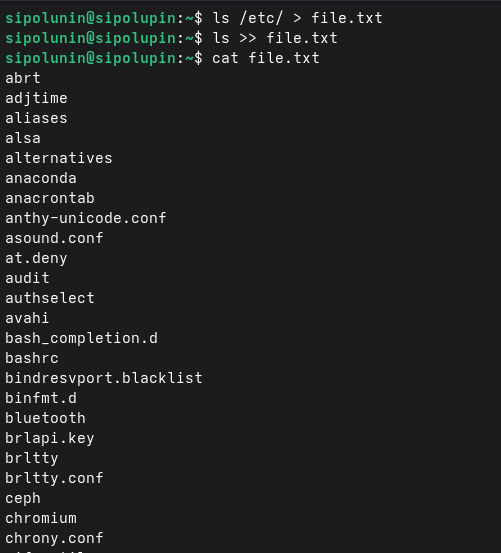 sipolunin@sipolupin:~$ ls /etc/ > file.txt
sipolunin@sipolupin:~$ ls >> file.txt
sipolunin@sipolupin:~$ cat file.txt
abrt
adjtime
aliases
alsa
alternatives
anaconda
anacrontab
anthy-unicode.conf
asound.conf
at.deny
audit
authselect
avahi
bash_completion.d
bashrc
bindresvport.blacklist
binfmt.d
bluetooth
brlapi.key
brltty
brltty.conf
ceph
chromium
chrony.conf